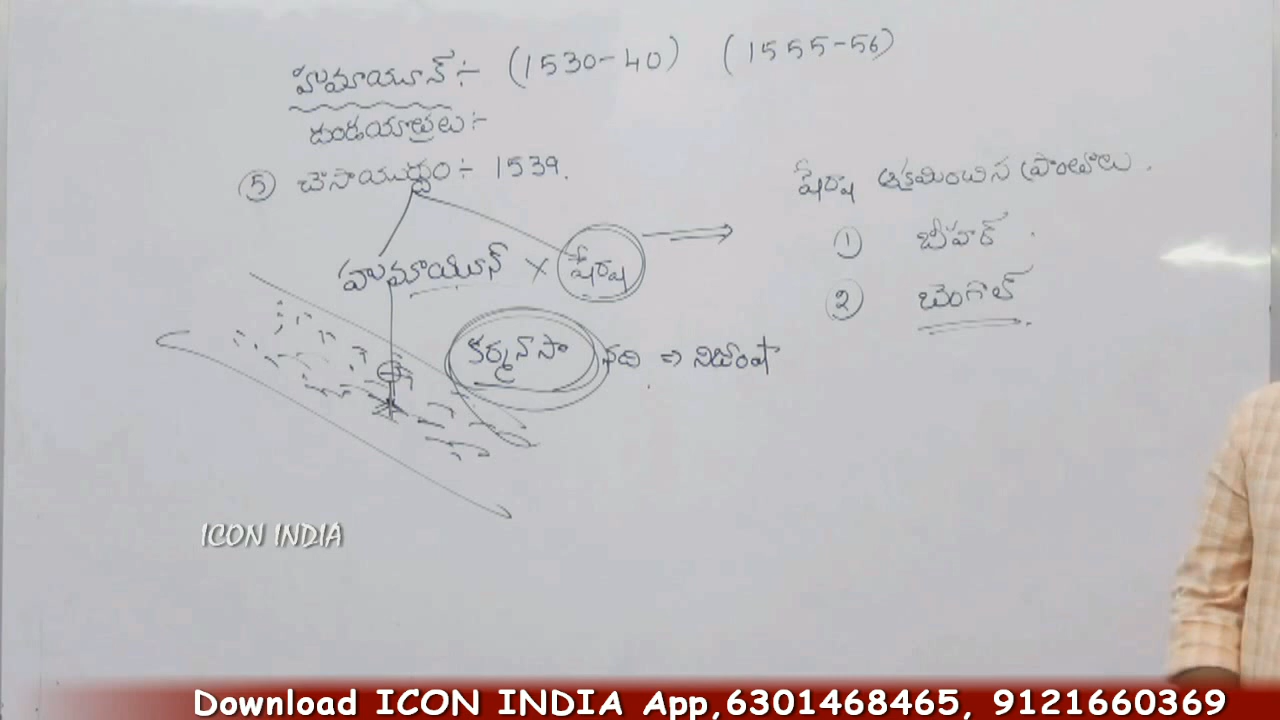 హుమాయూన్ :- (1530-40) (1555-56)
దండయాత్రలు :-
⑤ చౌసాయుద్ధం :- 1539.
హుమాయూన్ × షేర్షా
షేర్షా ఆక్రమించిన ప్రాంతాలు.
① బీహార్.
② బెంగాల్
కర్మనాసా నది ⇒ నిజాంషా
ICON INDIA
Download ICON INDIA App,6301468465, 9121660369